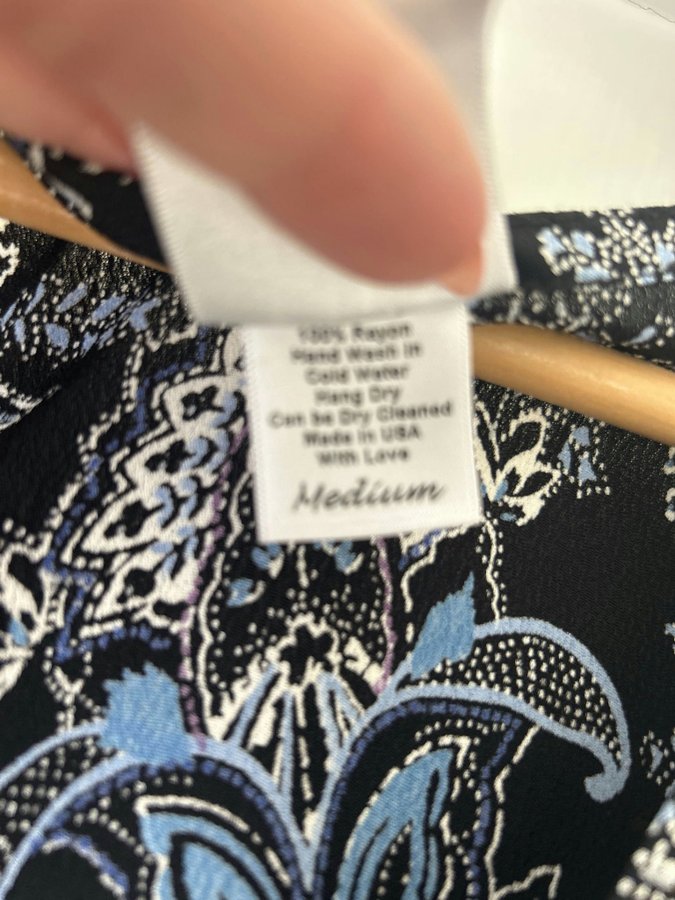 100% Rayon
Hand Wash in
Cold Water
Hang Dry
Can be Dry Cleaned
Made in USA
With Love
Medium